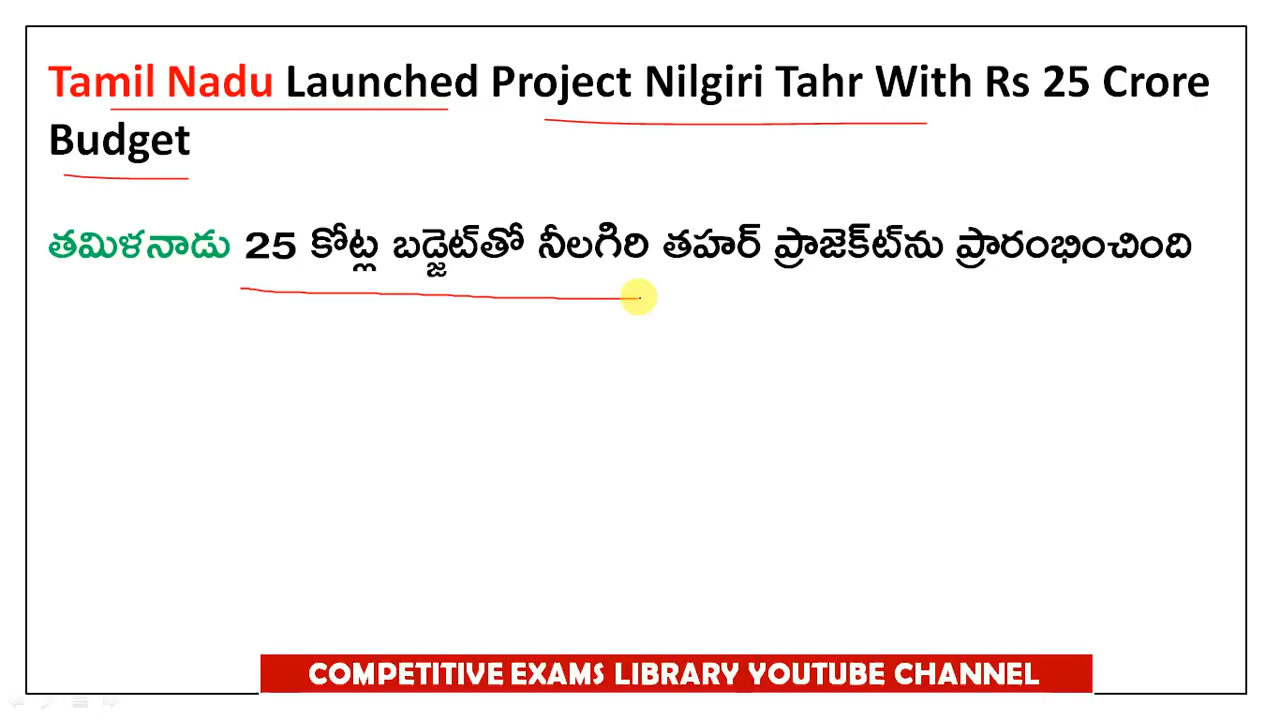 Tamil Nadu Launched Project Nilgiri Tahr With Rs 25 Crore
Budget
తమిళనాడు 25 కోట్ల బడ్జెట్‌తో నీలగిరి తహర్ ప్రాజెక్ట్‌ను ప్రారంభించింది
COMPETITIVE EXAMS LIBRARY YOUTUBE CHANNEL